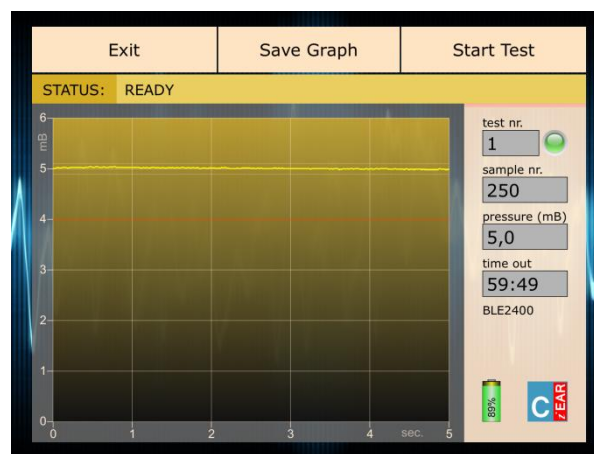 Exit Save Graph Start Test
STATUS: READY
6
mB
5
4
3
2
1
0
0 1 2 3 4 sec. 5
test nr.
1
sample nr.
250
pressure (mB)
5,0
time out
59:49
BLE2400
89%
C
z EAR